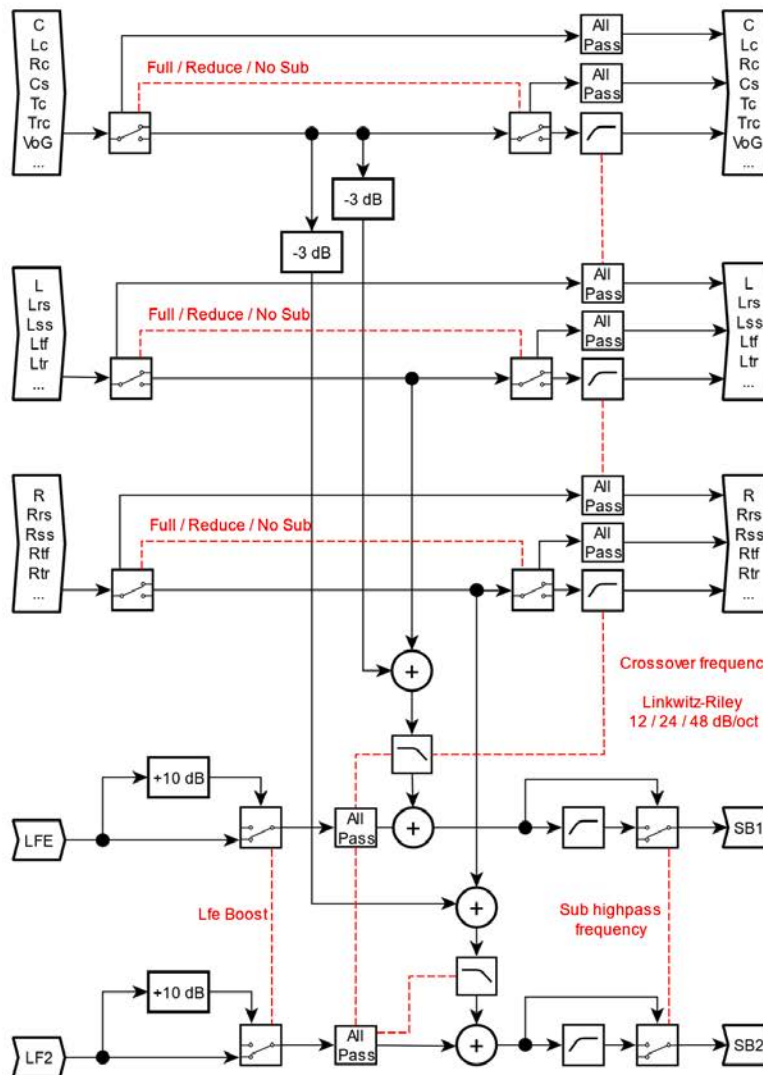 C
Lc
Rc
Cs
Tc
Trc
VoG
...
Full / Reduce / No Sub
All
Pass
All
Pass
C
Lc
Rc
Cs
Tc
Trc
VoG
...
-3 dB
-3 dB
L
Lrs
Lss
Ltf
Ltr
...
Full / Reduce / No Sub
All
Pass
All
Pass
L
Lrs
Lss
Ltf
Ltr
...
R
Rrs
Rss
Rtf
Rtr
...
Full / Reduce / No Sub
All
Pass
All
Pass
R
Rrs
Rss
Rtf
Rtr
...
+
Crossover frequenc
Linkwitz-Riley
12 / 24 / 48 dB/oct
+10 dB
LFE
All
Pass
+
SB1
Lfe Boost
+
Sub highpass
frequency
+10 dB
LF2
All
Pass
+
SB2